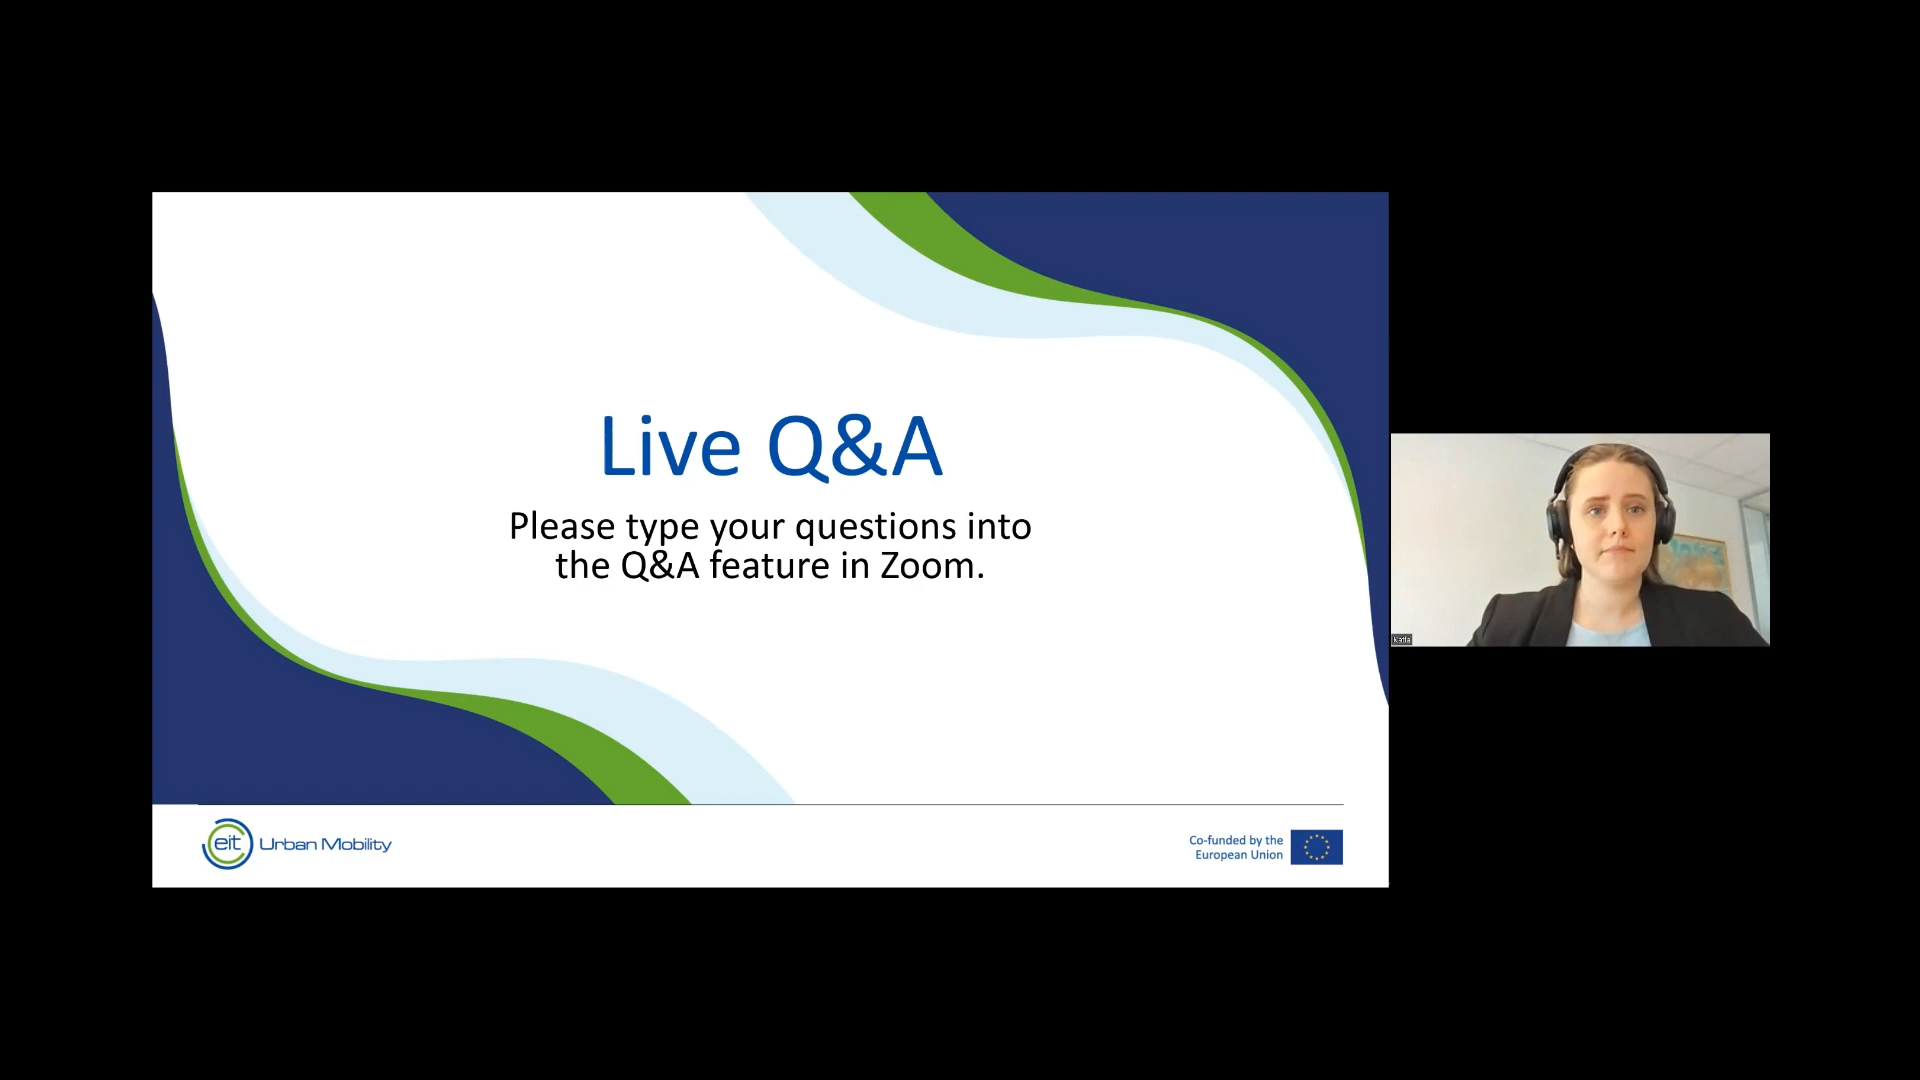 Live Q&A
Please type your questions into
the Q&A feature in Zoom.
Katla
eit Urban Mobility
Co-funded by the
European Union